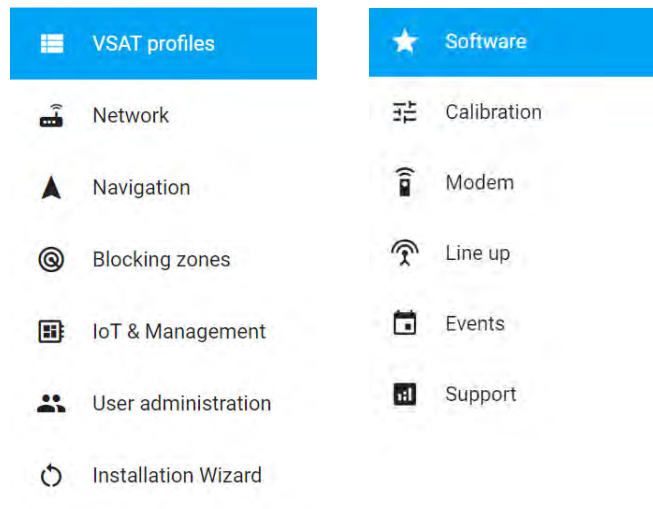 VSAT profiles
Network
Navigation
Blocking zones
IoT & Management
User administration
Installation Wizard
Software
Calibration
Modem
Line up
Events
Support